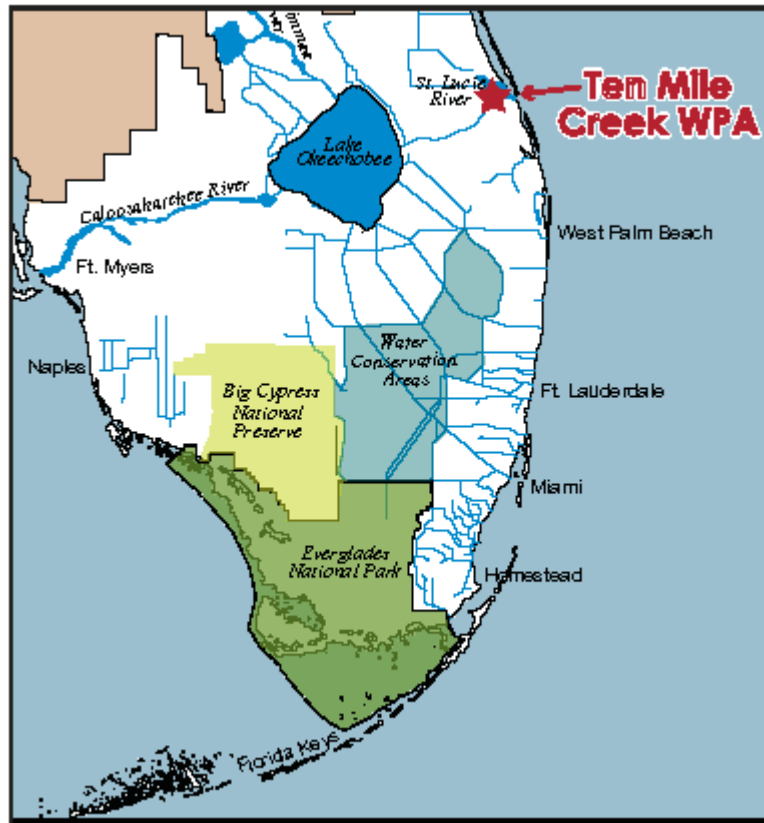 St. Lucie
River
Ten Mile
Creek WPA
Lake
Okeechobee
Caloosahatchee River
West Palm Beach
Ft. Myers
Water
Conservation
Areas
Naples
Big Cypress
National
Preserve
Ft. Lauderdale
Miami
Everglades
National Park
Homestead
Florida Keys